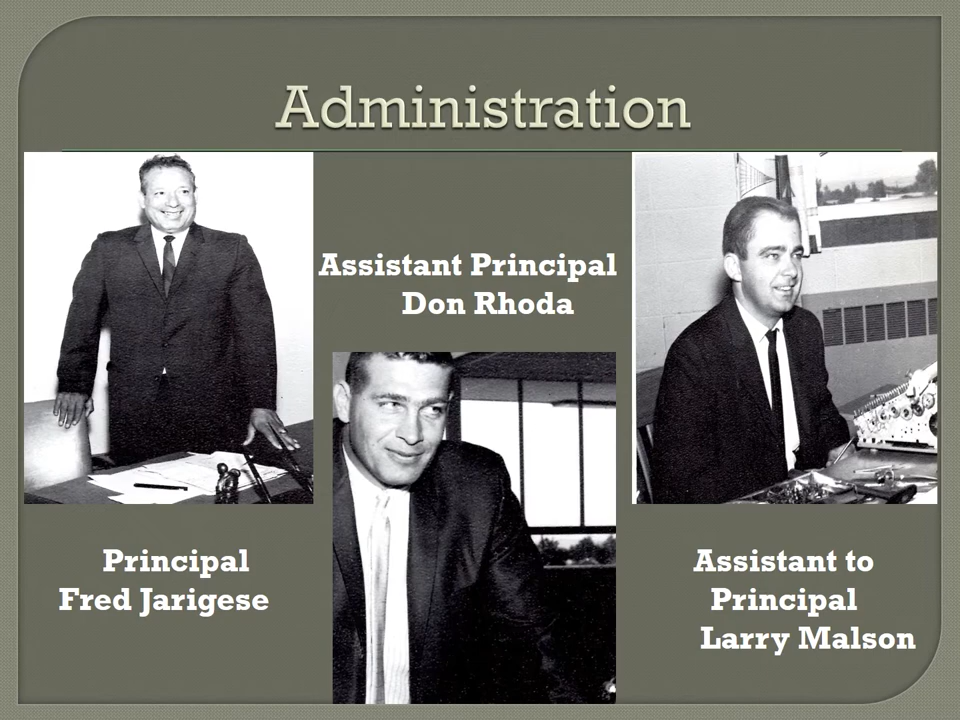 Administration
Assistant Principal
Don Rhoda
Principal
Fred Jarigese
Assistant to
Principal
Larry Malson